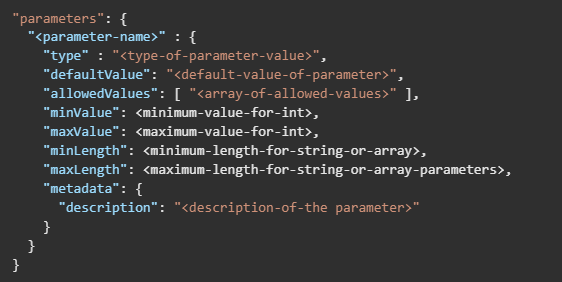 "parameters": {
  "<parameter-name>" : {
    "type" : "<type-of-parameter-value>",
    "defaultValue": "<default-value-of-parameter>",
    "allowedValues": [ "<array-of-allowed-values>" ],
    "minValue": <minimum-value-for-int>,
    "maxValue": <maximum-value-for-int>,
    "minLength": <minimum-length-for-string-or-array>,
    "maxLength": <maximum-length-for-string-or-array-parameters>,
    "metadata": {
      "description": "<description-of-the parameter>"
    }
  }
}